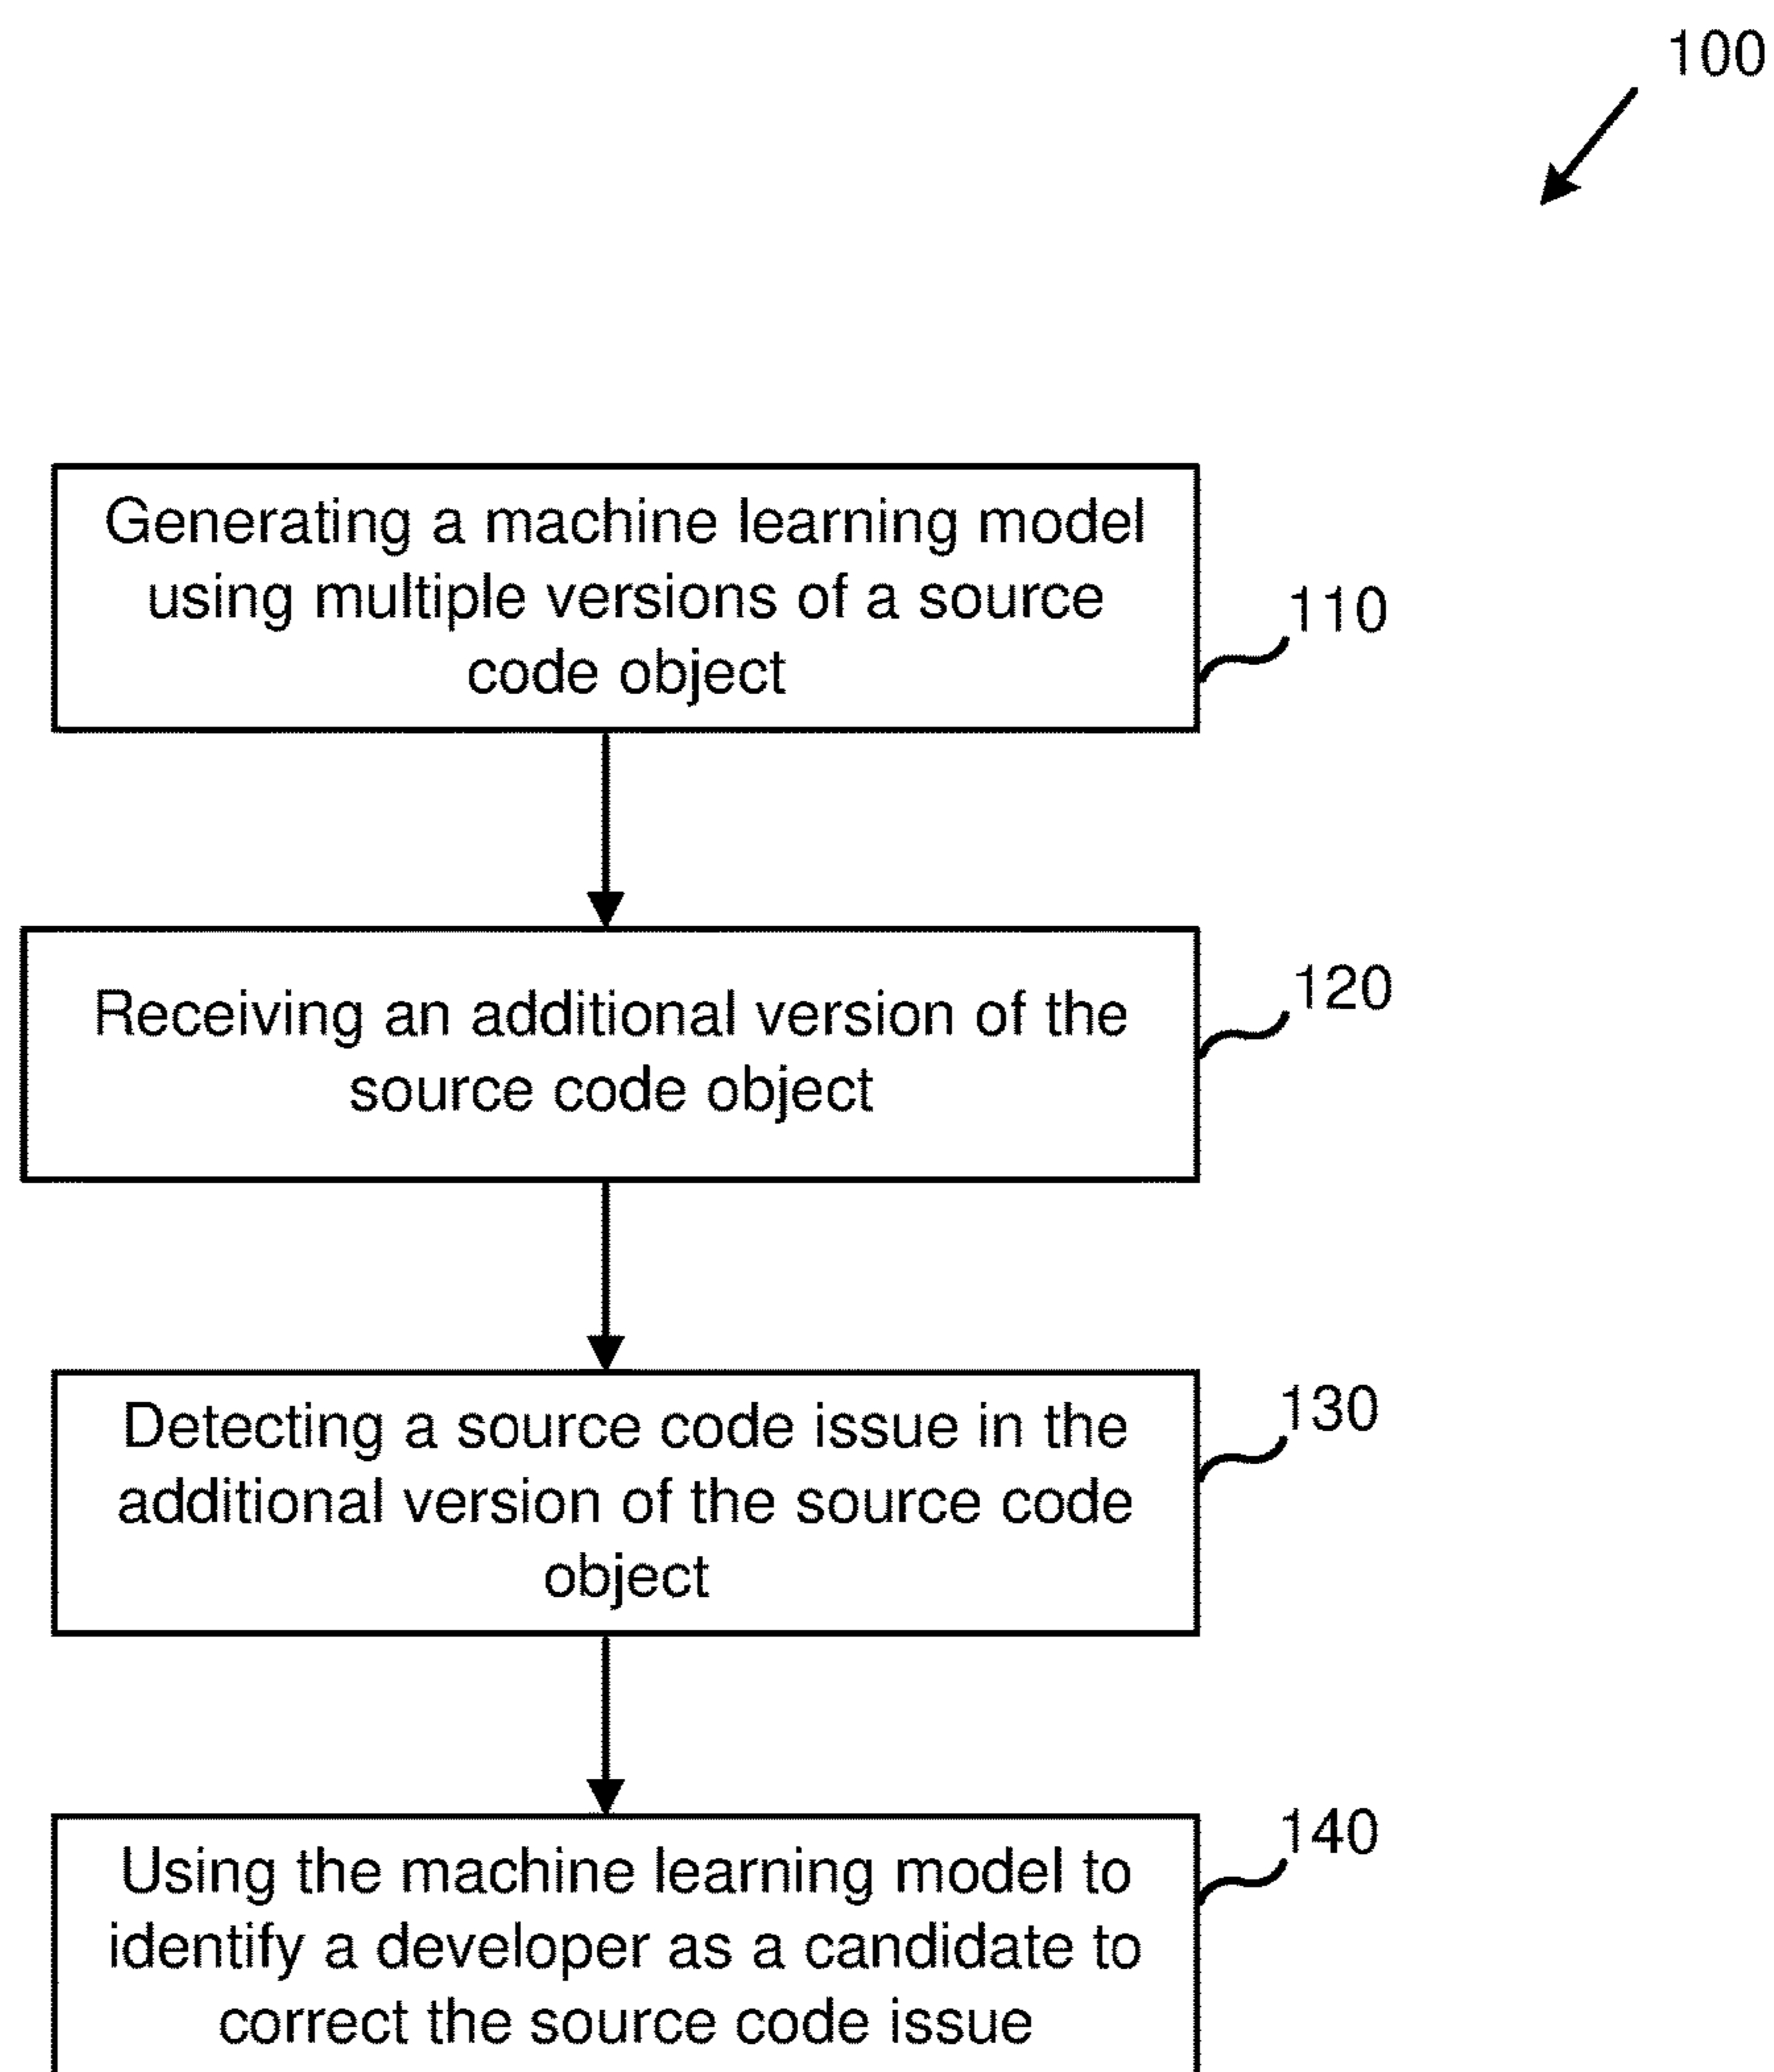 100
Generating a machine learning model
using multiple versions of a source
code object
110
Receiving an additional version of the
source code object
120
Detecting a source code issue in the
additional version of the source code
object
130
Using the machine learning model to
identify a developer as a candidate to
correct the source code issue
140